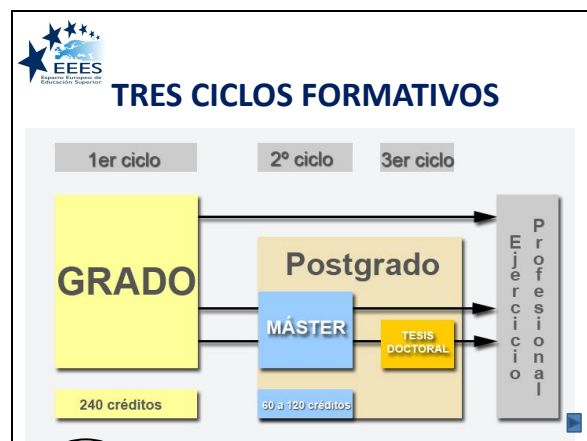 EEES
Espacio Europeo de
Educación Superior
TRES CICLOS FORMATIVOS
1er ciclo
2º ciclo
3er ciclo
GRADO
Postgrado
MÁSTER
TESIS
DOCTORAL
Ejercicio
Profesional
240 créditos
60 a 120 créditos